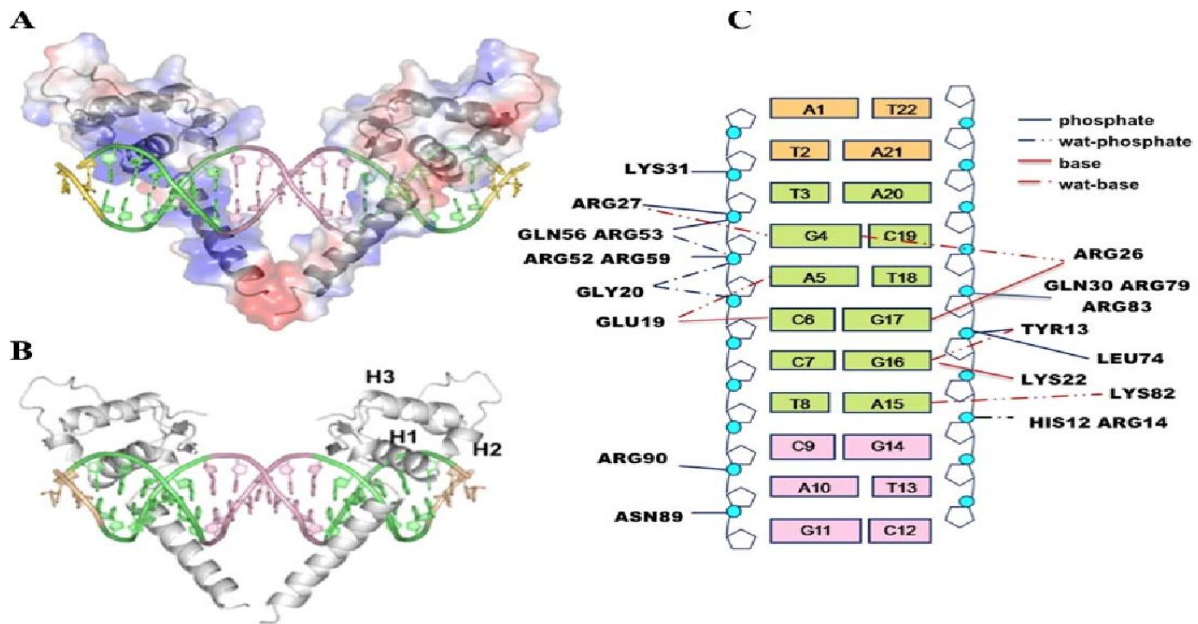 A
B
H3
H1
H2
C
A1 T22
T2 A21
T3 A20
G4 C19
A5 T18
C6 G17
C7 G16
T8 A15
C9 G14
A10 T13
G11 C12
LYS31
ARG27
GLN56 ARG53
ARG52 ARG59
GLY20
GLU19
ARG90
ASN89
phosphate
wat-phosphate
base
wat-base
ARG26
GLN30 ARG79
ARG83
TYR13
LEU74
LYS22
LYS82
HIS12 ARG14